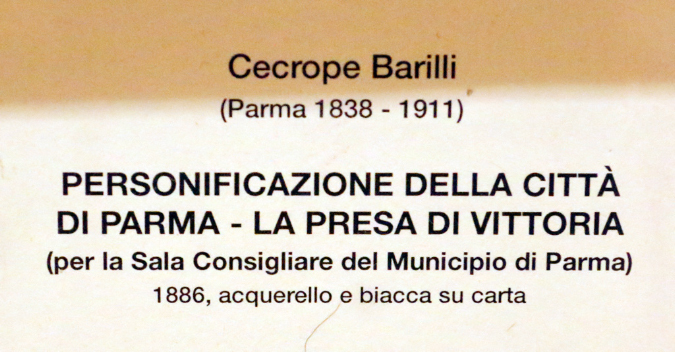 Cecrope Barilli
(Parma 1838 - 1911)
PERSONIFICAZIONE DELLA CITTÀ
DI PARMA - LA PRESA DI VITTORIA
(per la Sala Consigliare del Municipio di Parma)
1886, acquerello e biacca su carta